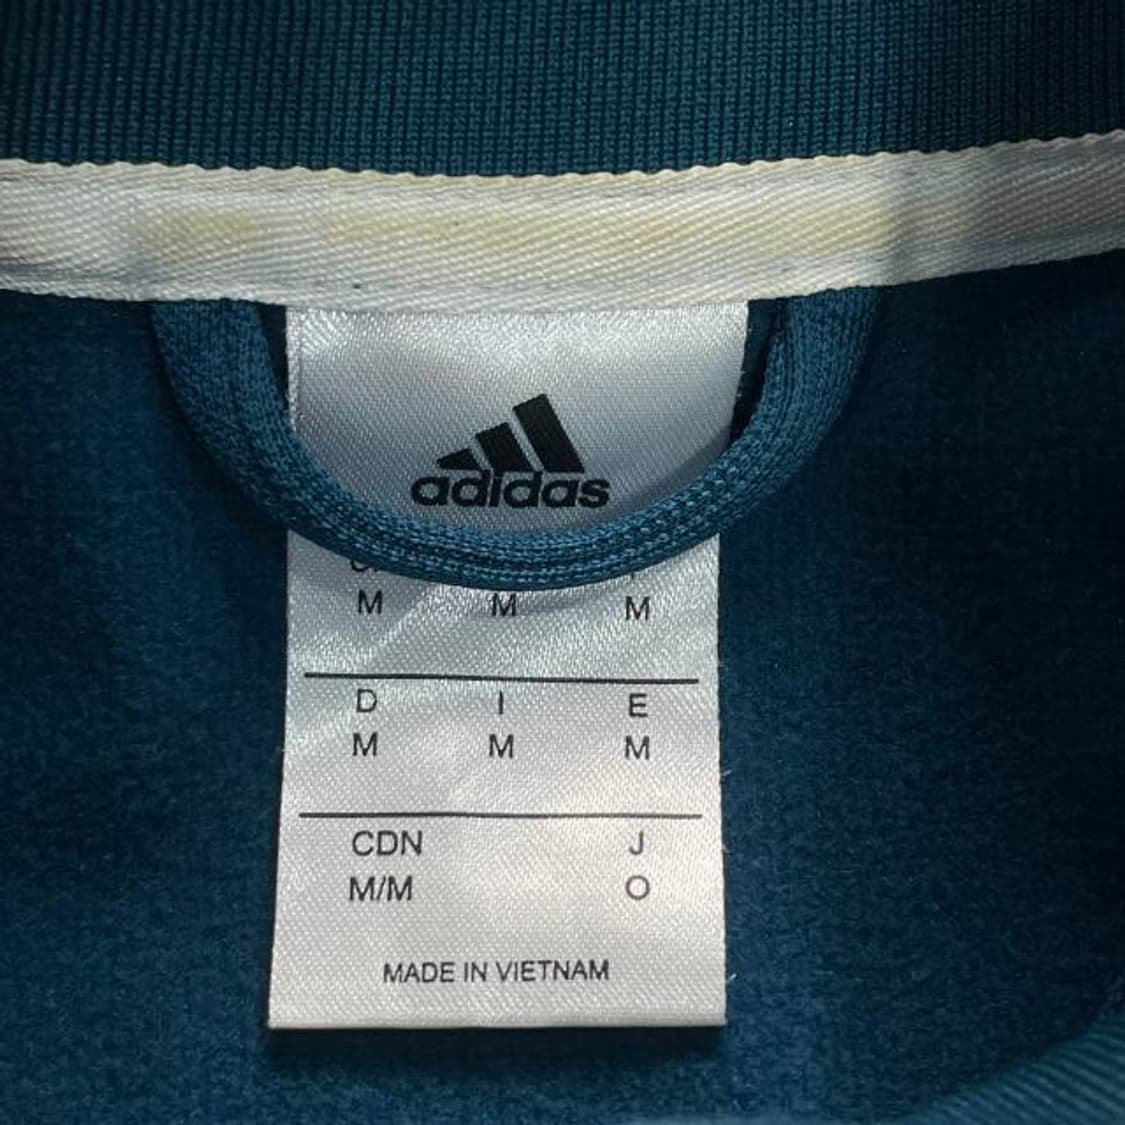 adidas
M M M
D I E
M M M
CDN J
M/M O
MADE IN VIETNAM